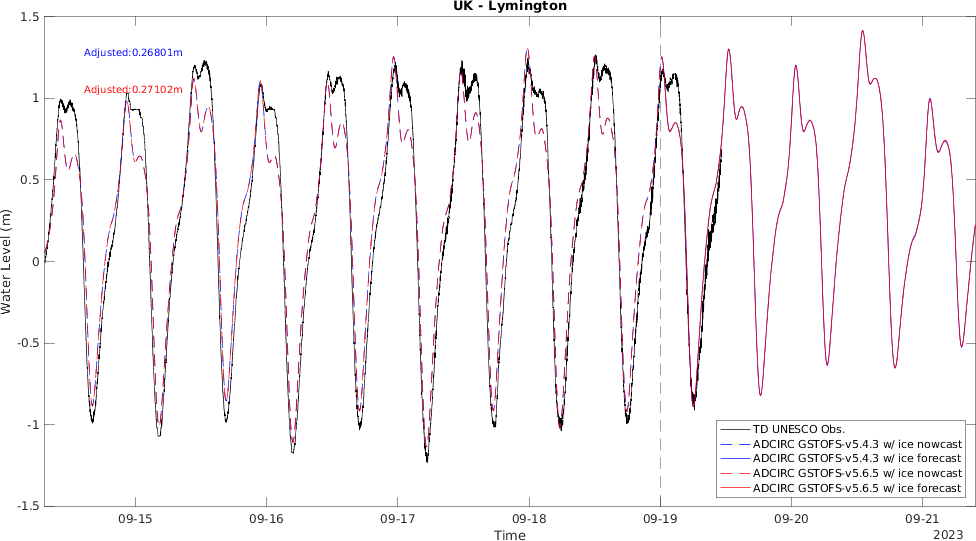 UK - Lymington
1.5
1
0.5
0
-0.5
-1
-1.5
Water Level (m)
Adjusted:0.26801m
Adjusted:0.27102m
TD UNESCO Obs.
ADCIRC GSTOFS-v5.4.3 w/ ice nowcast
ADCIRC GSTOFS-v5.4.3 w/ ice forecast
ADCIRC GSTOFS-v5.6.5 w/ ice nowcast
ADCIRC GSTOFS-v5.6.5 w/ ice forecast
09-15 09-16 09-17 09-18 09-19 09-20 09-21
Time
2023